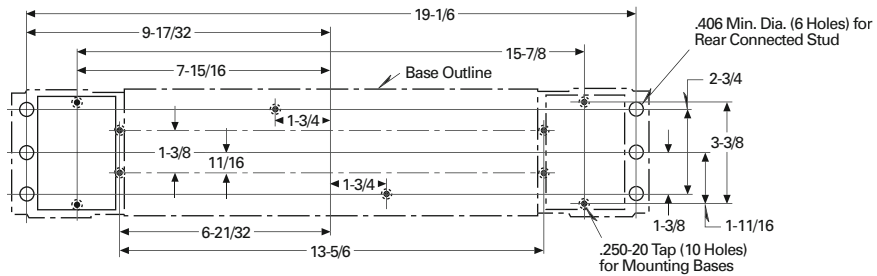 19-1/6
9-17/32
.406 Min. Dia. (6 Holes) for
Rear Connected Stud
15-7/8
7-15/16
Base Outline
2-3/4
1-3/4
1-3/8
11/16
3-3/8
1-3/4
6-21/32
1-3/8
1-11/16
13-5/6
.250-20 Tap (10 Holes)
for Mounting Bases